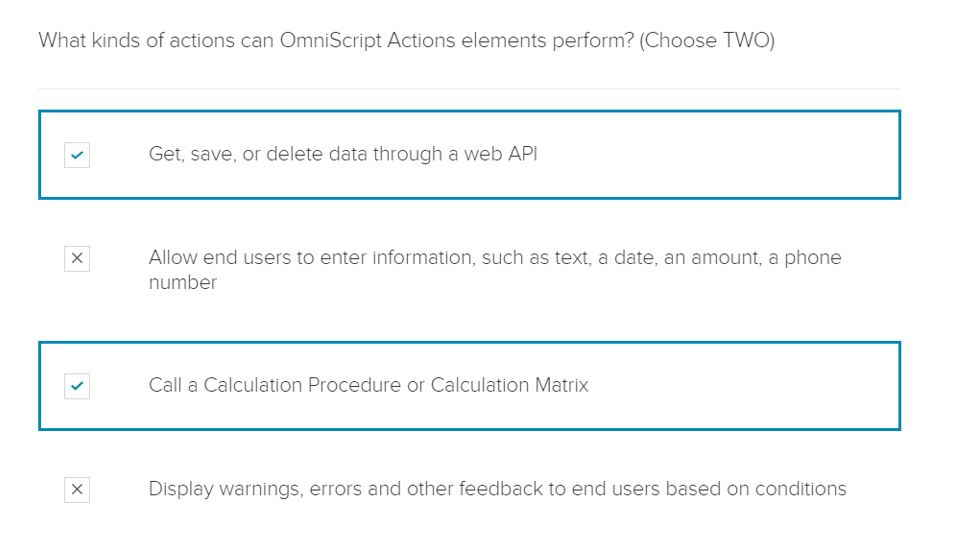 What kinds of actions can OmniScript Actions elements perform? (Choose TWO)
Get, save, or delete data through a web API
Allow end users to enter information, such as text, a date, an amount, a phone
number
Call a Calculation Procedure or Calculation Matrix
Display warnings, errors and other feedback to end users based on conditions